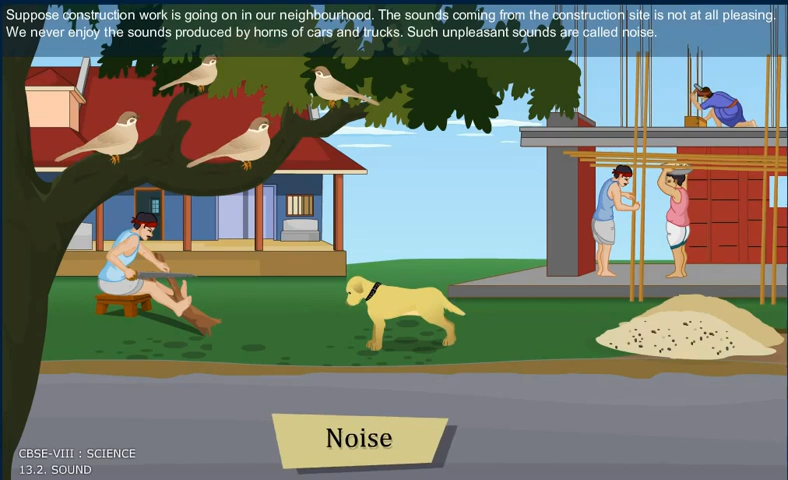 Suppose construction work is going on in our neighbourhood. The sounds coming from the construction site is not at all pleasing.
We never enjoy the sounds produced by horns of cars and trucks. Such unpleasant sounds are called noise.
Noise
CBSE-VIII : SCIENCE
13.2. SOUND